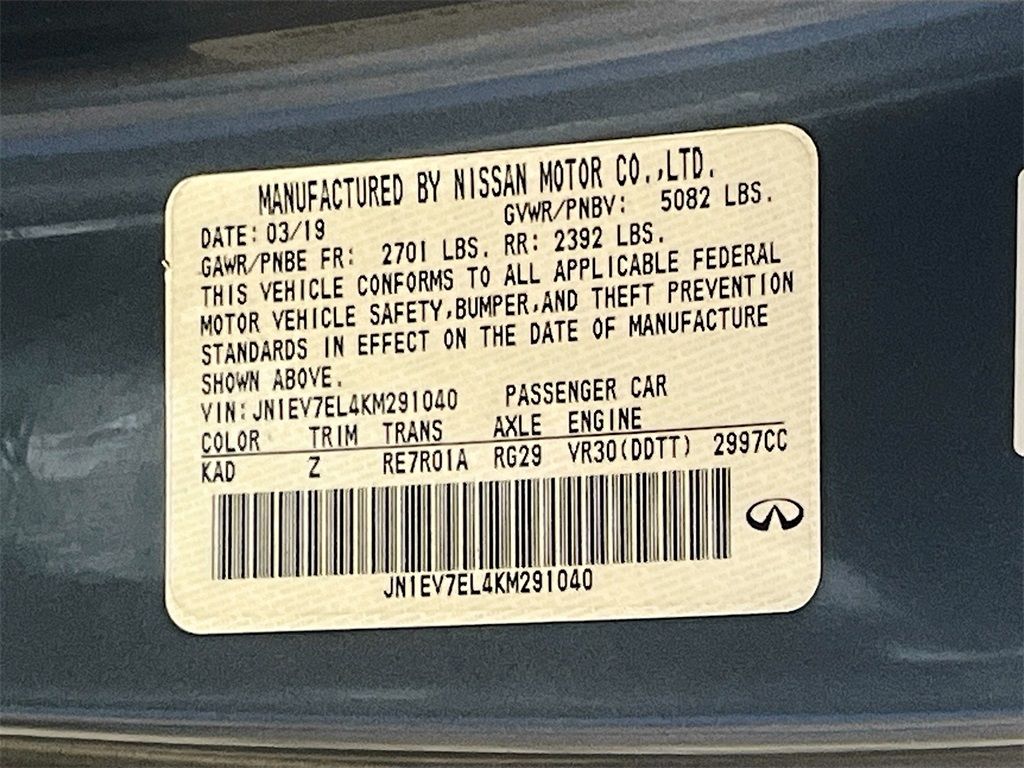 MANUFACTURED BY NISSAN MOTOR CO.,LTD.
DATE: 03/19 GVWR/PNBV: 5082 LBS.
GAWR/PNBE FR: 2701 LBS. RR: 2392 LBS.
THIS VEHICLE CONFORMS TO ALL APPLICABLE FEDERAL
MOTOR VEHICLE SAFETY,BUMPER,AND THEFT PREVENTION
STANDARDS IN EFFECT ON THE DATE OF MANUFACTURE
SHOWN ABOVE.
VIN: JN1EV7EL4KM291040 PASSENGER CAR
COLOR TRIM TRANS AXLE ENGINE
KAD Z RE7R01A RG29 VR30(DDTT) 2997CC
JN1EV7EL4KM291040